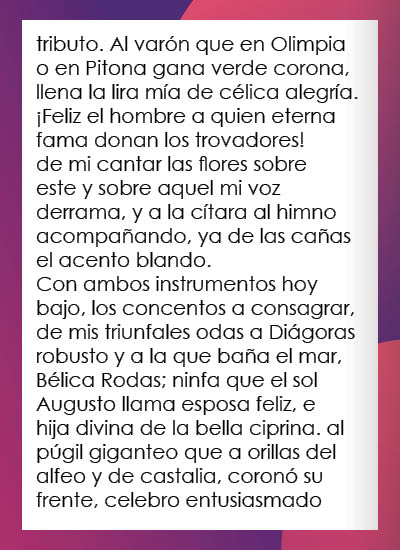 tributo. Al varón que en Olimpia
o en Pitona gana verde corona,
llena la lira mía de célica alegría.
¡Feliz el hombre a quien eterna
fama donan los trovadores!
de mi cantar las flores sobre
este y sobre aquel mi voz
derrama, y a la cítara al himno
acompañando, ya de las cañas
el acento blando.
Con ambos instrumentos hoy
bajo, los concentos a consagrar,
de mis triunfales odas a Diágoras
robusto y a la que baña el mar,
Bélica Rodas; ninfa que el sol
Augusto llama esposa feliz, e
hija divina de la bella ciprina. al
púgil giganteo que a orillas del
alfeo y de castalia, coronó su
frente, celebro entusiasmado